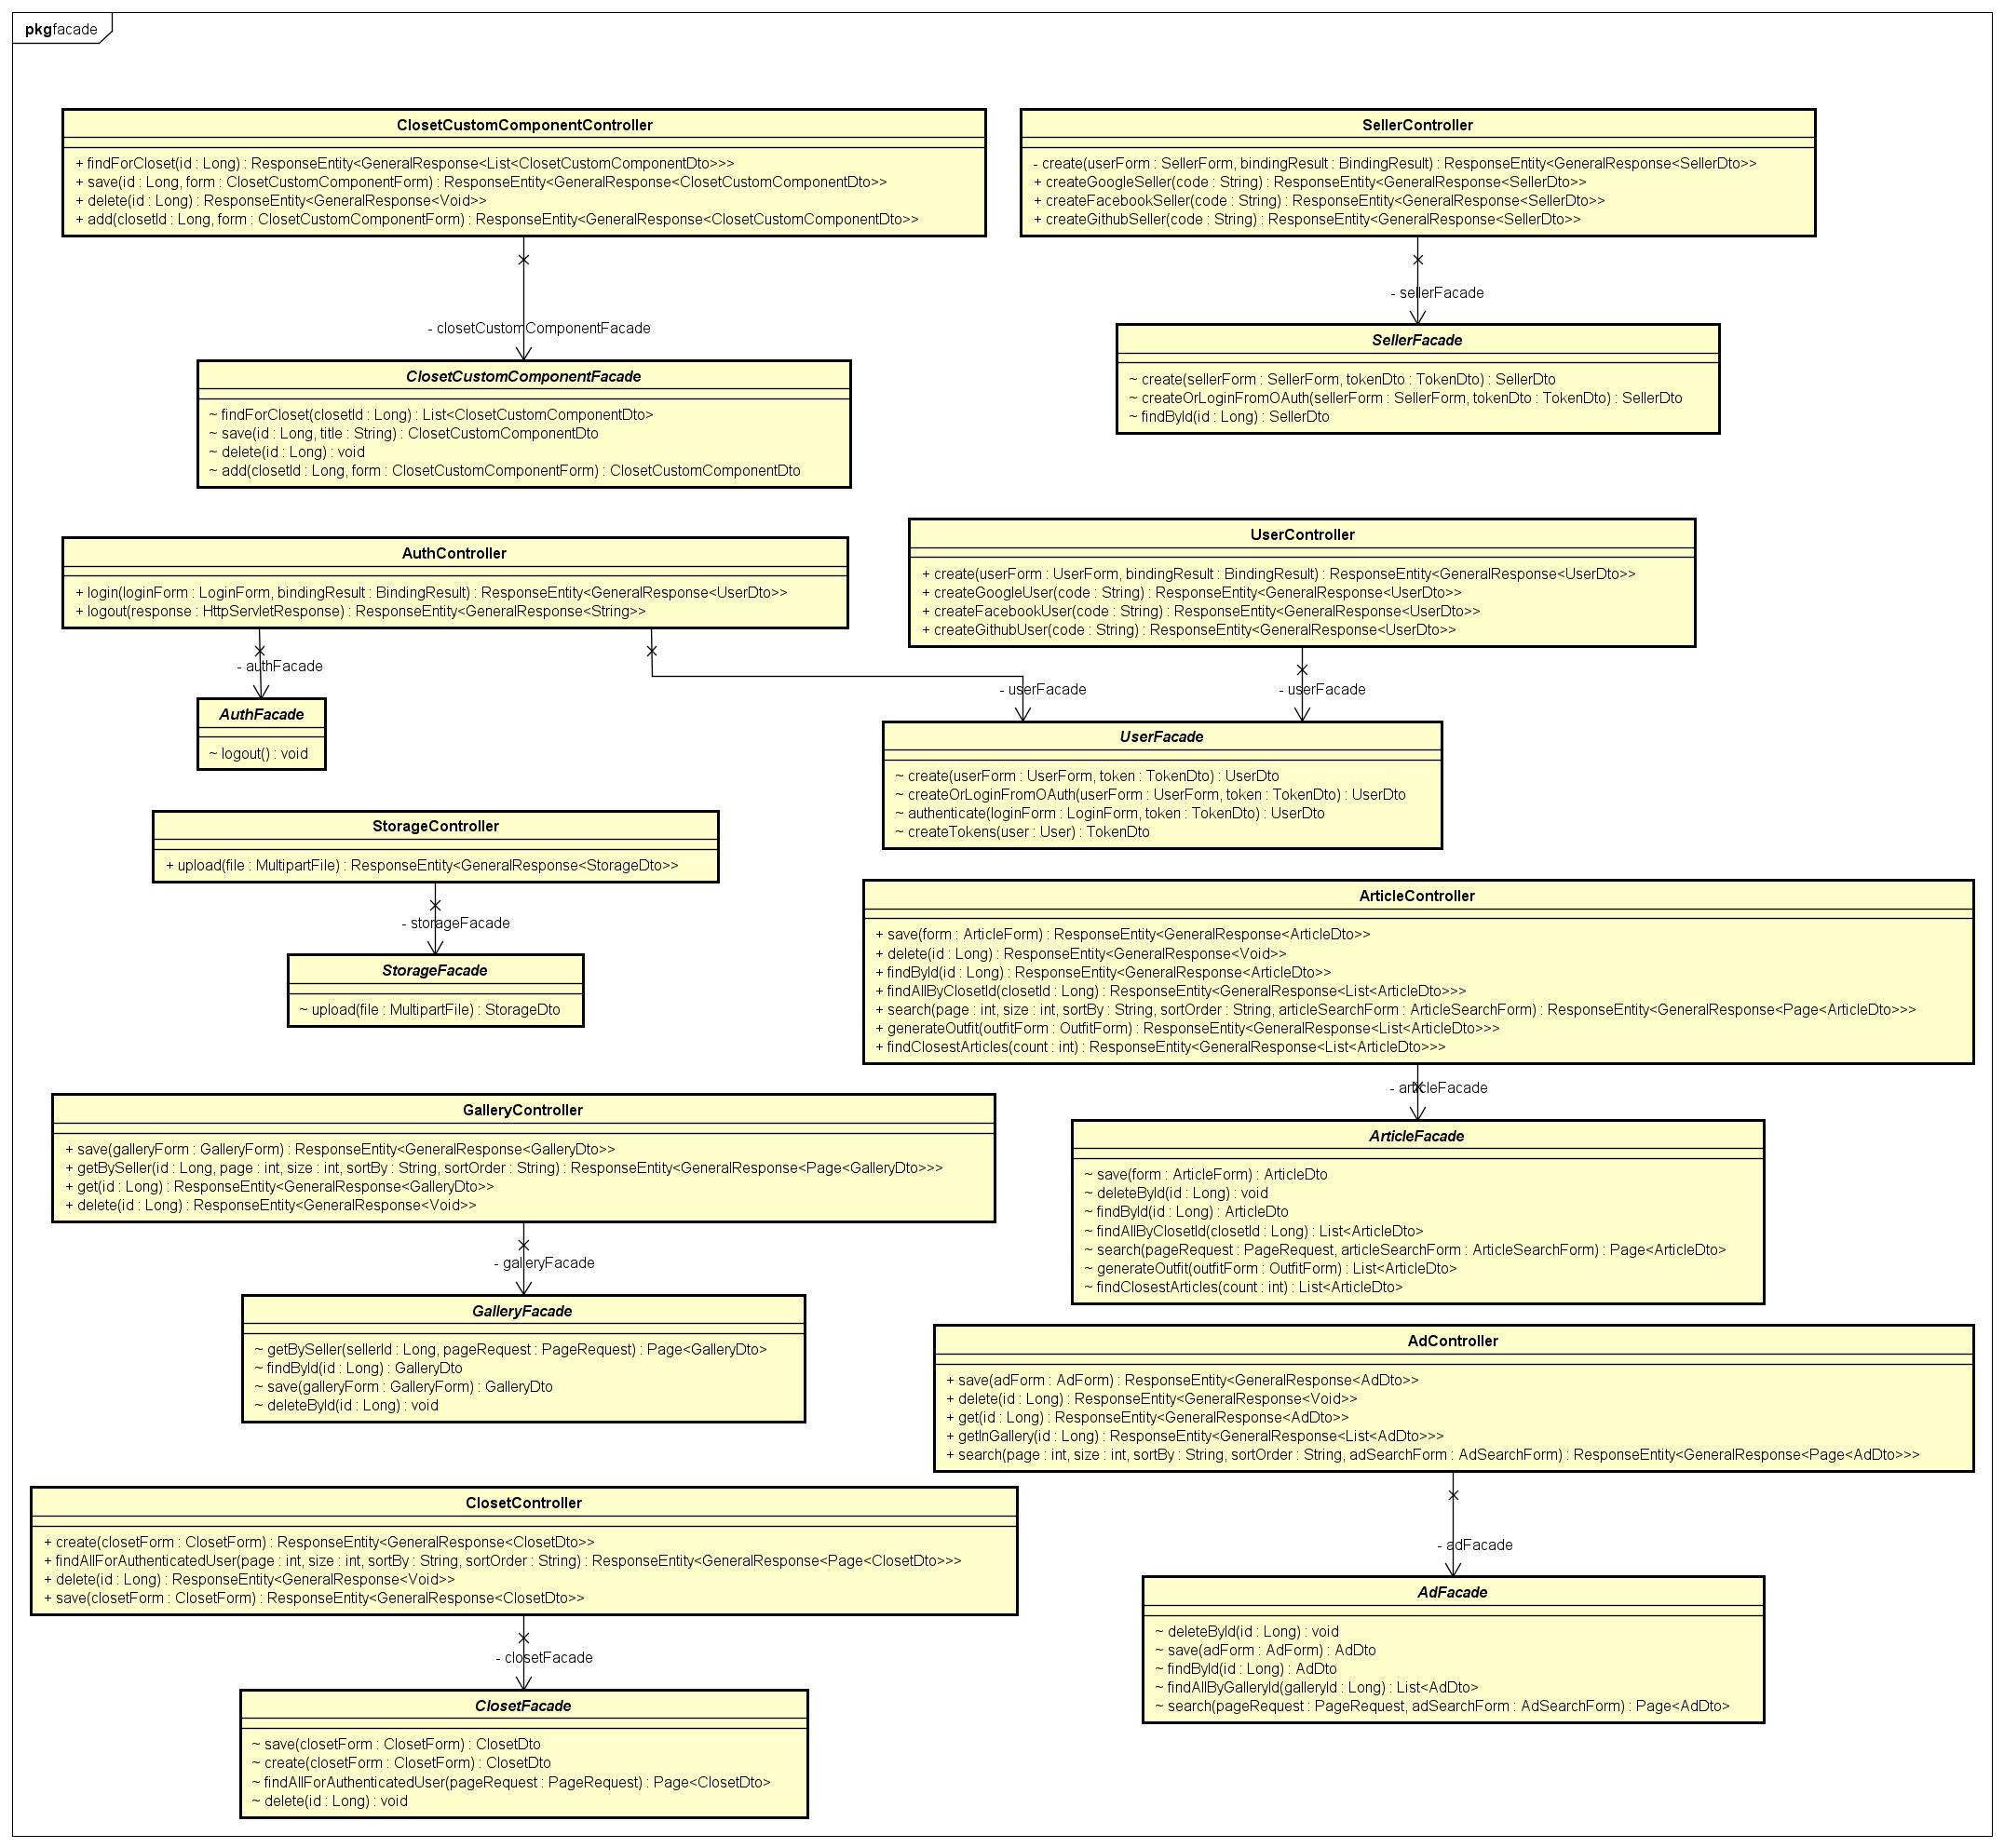 pkg facade
ClosetCustomComponentController
+ findForCloset(id : Long) : ResponseEntity<GeneralResponse<List<ClosetCustomComponentDto>>>
+ save(id : Long, form : ClosetCustomComponentForm) : ResponseEntity<GeneralResponse<ClosetCustomComponentDto>>
+ delete(id : Long) : ResponseEntity<GeneralResponse<Void>>
+ add(closetId : Long, form : ClosetCustomComponentForm) : ResponseEntity<GeneralResponse<ClosetCustomComponentDto>>
- closetCustomComponentFacade
ClosetCustomComponentFacade
~ findForCloset(closetId : Long) : List<ClosetCustomComponentDto>
~ save(id : Long, title : String) : ClosetCustomComponentDto
~ delete(id : Long) : void
~ add(closetId : Long, form : ClosetCustomComponentForm) : ClosetCustomComponentDto
SellerController
- create(userForm : SellerForm, bindingResult : BindingResult) : ResponseEntity<GeneralResponse<SellerDto>>
+ createGoogleSeller(code : String) : ResponseEntity<GeneralResponse<SellerDto>>
+ createFacebookSeller(code : String) : ResponseEntity<GeneralResponse<SellerDto>>
+ createGithubSeller(code : String) : ResponseEntity<GeneralResponse<SellerDto>>
- sellerFacade
SellerFacade
~ create(sellerForm : SellerForm, tokenDto : TokenDto) : SellerDto
~ createOrLoginFromOAuth(sellerForm : SellerForm, tokenDto : TokenDto) : SellerDto
~ findById(id : Long) : SellerDto
AuthController
+ login(loginForm : LoginForm, bindingResult : BindingResult) : ResponseEntity<GeneralResponse<UserDto>>
+ logout(response : HttpServletResponse) : ResponseEntity<GeneralResponse<String>>
- authFacade
AuthFacade
~ logout() : void
UserController
+ create(userForm : UserForm, bindingResult : BindingResult) : ResponseEntity<GeneralResponse<UserDto>>
+ createGoogleUser(code : String) : ResponseEntity<GeneralResponse<UserDto>>
+ createFacebookUser(code : String) : ResponseEntity<GeneralResponse<UserDto>>
+ createGithubUser(code : String) : ResponseEntity<GeneralResponse<UserDto>>
- userFacade
- userFacade
UserFacade
~ create(userForm : UserForm, token : TokenDto) : UserDto
~ createOrLoginFromOAuth(userForm : UserForm, token : TokenDto) : UserDto
~ authenticate(loginForm : LoginForm, token : TokenDto) : UserDto
~ createTokens(user : User) : TokenDto
StorageController
+ upload(file : MultipartFile) : ResponseEntity<GeneralResponse<StorageDto>>
- storageFacade
StorageFacade
~ upload(file : MultipartFile) : StorageDto
ArticleController
+ save(form : ArticleForm) : ResponseEntity<GeneralResponse<ArticleDto>>
+ delete(id : Long) : ResponseEntity<GeneralResponse<Void>>
+ findById(id : Long) : ResponseEntity<GeneralResponse<ArticleDto>>
+ findAllByClosetId(closetId : Long) : ResponseEntity<GeneralResponse<List<ArticleDto>>>
+ search(page : int, size : int, sortBy : String, sortOrder : String, articleSearchForm : ArticleSearchForm) : ResponseEntity<GeneralResponse<Page<ArticleDto>>>
+ generateOutfit(outfitForm : OutfitForm) : ResponseEntity<GeneralResponse<List<ArticleDto>>>
+ findClosestArticles(count : int) : ResponseEntity<GeneralResponse<List<ArticleDto>>>
- articleFacade
ArticleFacade
~ save(form : ArticleForm) : ArticleDto
~ deleteById(id : Long) : void
~ findById(id : Long) : ArticleDto
~ findAllByClosetId(closetId : Long) : List<ArticleDto>
~ search(pageRequest : PageRequest, articleSearchForm : ArticleSearchForm) : Page<ArticleDto>
~ generateOutfit(outfitForm : OutfitForm) : List<ArticleDto>
~ findClosestArticles(count : int) : List<ArticleDto>
GalleryController
+ save(galleryForm : GalleryForm) : ResponseEntity<GeneralResponse<GalleryDto>>
+ getBySeller(id : Long, page : int, size : int, sortBy : String, sortOrder : String) : ResponseEntity<GeneralResponse<Page<GalleryDto>>>
+ get(id : Long) : ResponseEntity<GeneralResponse<GalleryDto>>
+ delete(id : Long) : ResponseEntity<GeneralResponse<Void>>
- galleryFacade
GalleryFacade
~ getBySeller(sellerId : Long, pageRequest : PageRequest) : Page<GalleryDto>
~ findById(id : Long) : GalleryDto
~ save(galleryForm : GalleryForm) : GalleryDto
~ deleteById(id : Long) : void
AdController
+ save(adForm : AdForm) : ResponseEntity<GeneralResponse<AdDto>>
+ delete(id : Long) : ResponseEntity<GeneralResponse<Void>>
+ get(id : Long) : ResponseEntity<GeneralResponse<AdDto>>
+ getInGallery(id : Long) : ResponseEntity<GeneralResponse<List<AdDto>>>
+ search(page : int, size : int, sortBy : String, sortOrder : String, adSearchForm : AdSearchForm) : ResponseEntity<GeneralResponse<Page<AdDto>>>
- adFacade
AdFacade
~ deleteById(id : Long) : void
~ save(adForm : AdForm) : AdDto
~ findById(id : Long) : AdDto
~ findAllByGalleryId(galleryId : Long) : List<AdDto>
~ search(pageRequest : PageRequest, adSearchForm : AdSearchForm) : Page<AdDto>
ClosetController
+ create(closetForm : ClosetForm) : ResponseEntity<GeneralResponse<ClosetDto>>
+ findAllForAuthenticatedUser(page : int, size : int, sortBy : String, sortOrder : String) : ResponseEntity<GeneralResponse<Page<ClosetDto>>>
+ delete(id : Long) : ResponseEntity<GeneralResponse<Void>>
+ save(closetForm : ClosetForm) : ResponseEntity<GeneralResponse<ClosetDto>>
- closetFacade
ClosetFacade
~ save(closetForm : ClosetForm) : ClosetDto
~ create(closetForm : ClosetForm) : ClosetDto
~ findAllForAuthenticatedUser(pageRequest : PageRequest) : Page<ClosetDto>
~ delete(id : Long) : void